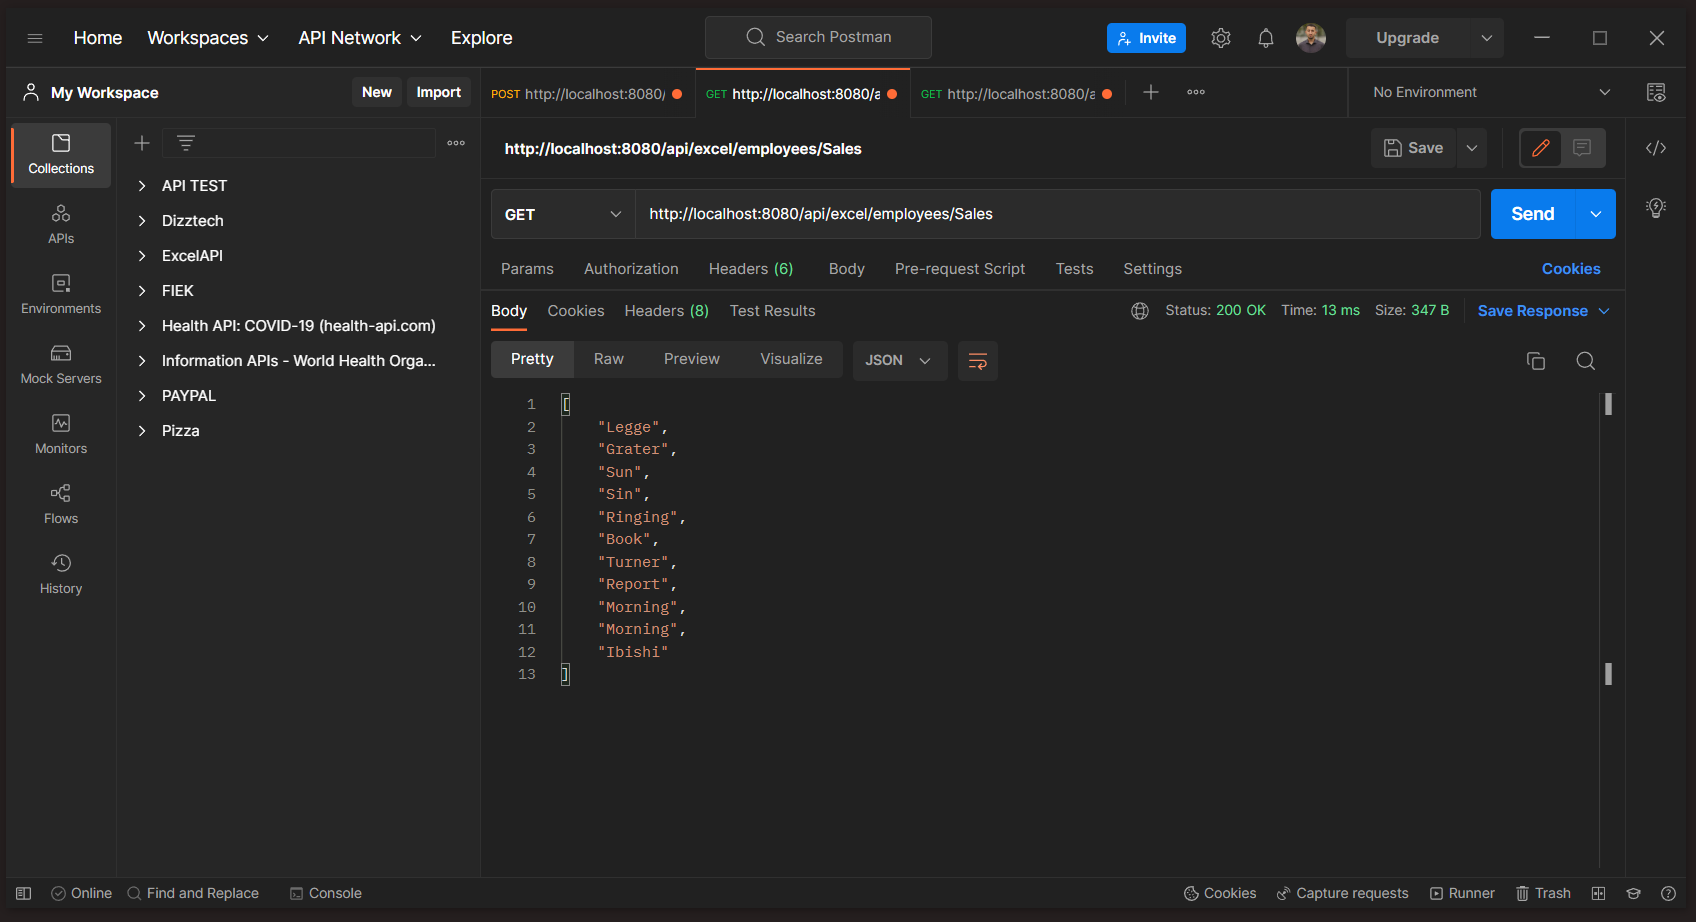 Home Workspaces API Network Explore Search Postman Invite Upgrade
My Workspace New Import POST http://localhost:8080/ GET http://localhost:8080/a GET http://localhost:8080/a No Environment
Collections
APIs
Environments
Mock Servers
Monitors
Flows
History
API TEST
Dizztech
ExcelAPI
FIEK
Health API: COVID-19 (health-api.com)
Information APIs - World Health Orga...
PAYPAL
Pizza
http://localhost:8080/api/excel/employees/Sales Save
GET http://localhost:8080/api/excel/employees/Sales Send
Params Authorization Headers (6) Body Pre-request Script Tests Settings Cookies
Body Cookies Headers (8) Test Results Status: 200 OK Time: 13 ms Size: 347 B Save Response
Pretty Raw Preview Visualize JSON
1 [
2 "Legge",
3 "Grater",
4 "Sun",
5 "Sin",
6 "Ringing",
7 "Book",
8 "Turner",
9 "Report",
10 "Morning",
11 "Morning",
12 "Ibishi"
13 ]
Online Find and Replace Console Cookies Capture requests Runner Trash